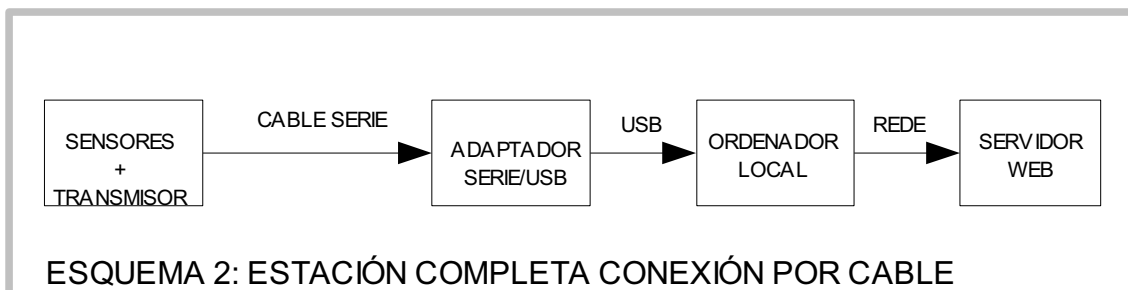 SENSORES
+
TRANSMISOR
CABLE SERIE
ADAPTADOR
SERIE/USB
USB
ORDENADOR
LOCAL
REDE
SERVIDOR
WEB
ESQUEMA 2: ESTACIÓN COMPLETA CONEXIÓN POR CABLE